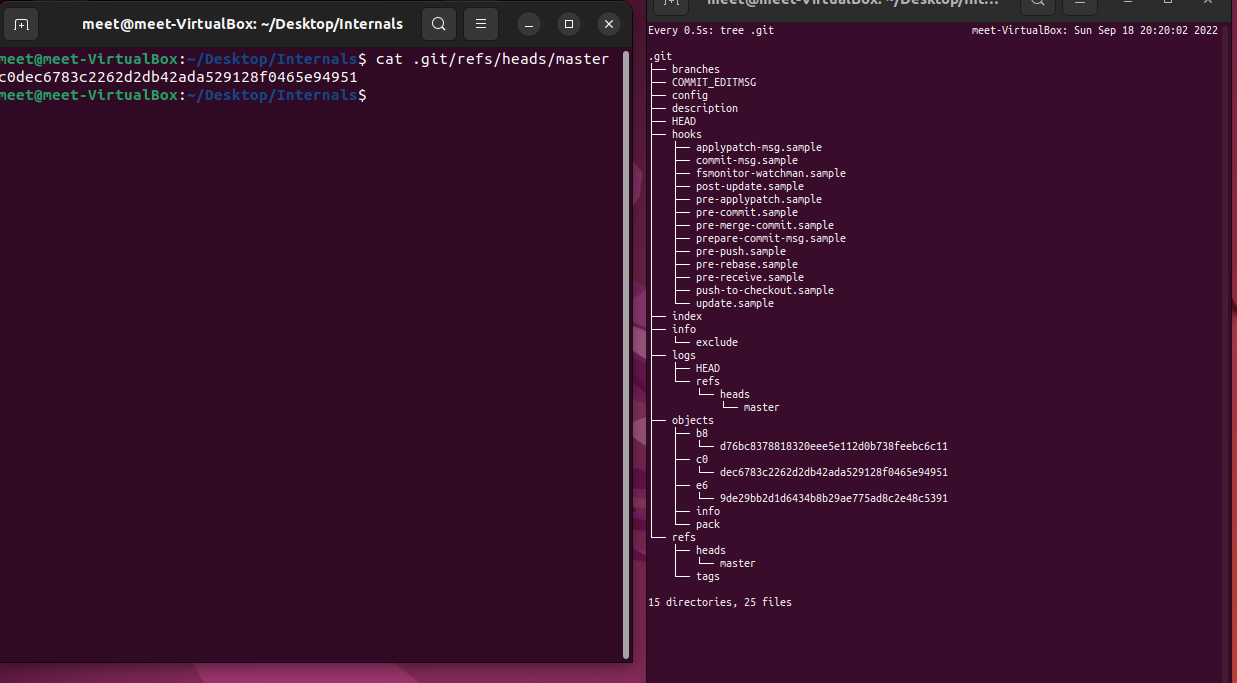 meet@meet-VirtualBox: ~/Desktop/Internals
meet@meet-VirtualBox:~/Desktop/Internals$ cat .git/refs/heads/master
c0dec6783c2262d2db42ada529128f0465e94951
meet@meet-VirtualBox:~/Desktop/Internals$
meet@meet-VirtualBox: ~/Desktop/Int...
Every 0.5s: tree .git meet-VirtualBox: Sun Sep 18 20:20:02 2022
.git
├── branches
├── COMMIT_EDITMSG
├── config
├── description
├── HEAD
├── hooks
│   ├── applypatch-msg.sample
│   ├── commit-msg.sample
│   ├── fsmonitor-watchman.sample
│   ├── post-update.sample
│   ├── pre-applypatch.sample
│   ├── pre-commit.sample
│   ├── pre-merge-commit.sample
│   ├── prepare-commit-msg.sample
│   ├── pre-push.sample
│   ├── pre-rebase.sample
│   ├── pre-receive.sample
│   ├── push-to-checkout.sample
│   └── update.sample
├── index
├── info
│   └── exclude
├── logs
│   ├── HEAD
│   └── refs
│       └── heads
│           └── master
├── objects
│   ├── b8
│   │   └── d76bc8378818320eee5e112d0b738feebc6c11
│   ├── c0
│   │   └── dec6783c2262d2db42ada529128f0465e94951
│   ├── e6
│   │   └── 9de29bb2d1d6434b8b29ae775ad8c2e48c5391
│   ├── info
│   └── pack
└── refs
    ├── heads
    │   └── master
    └── tags
15 directories, 25 files